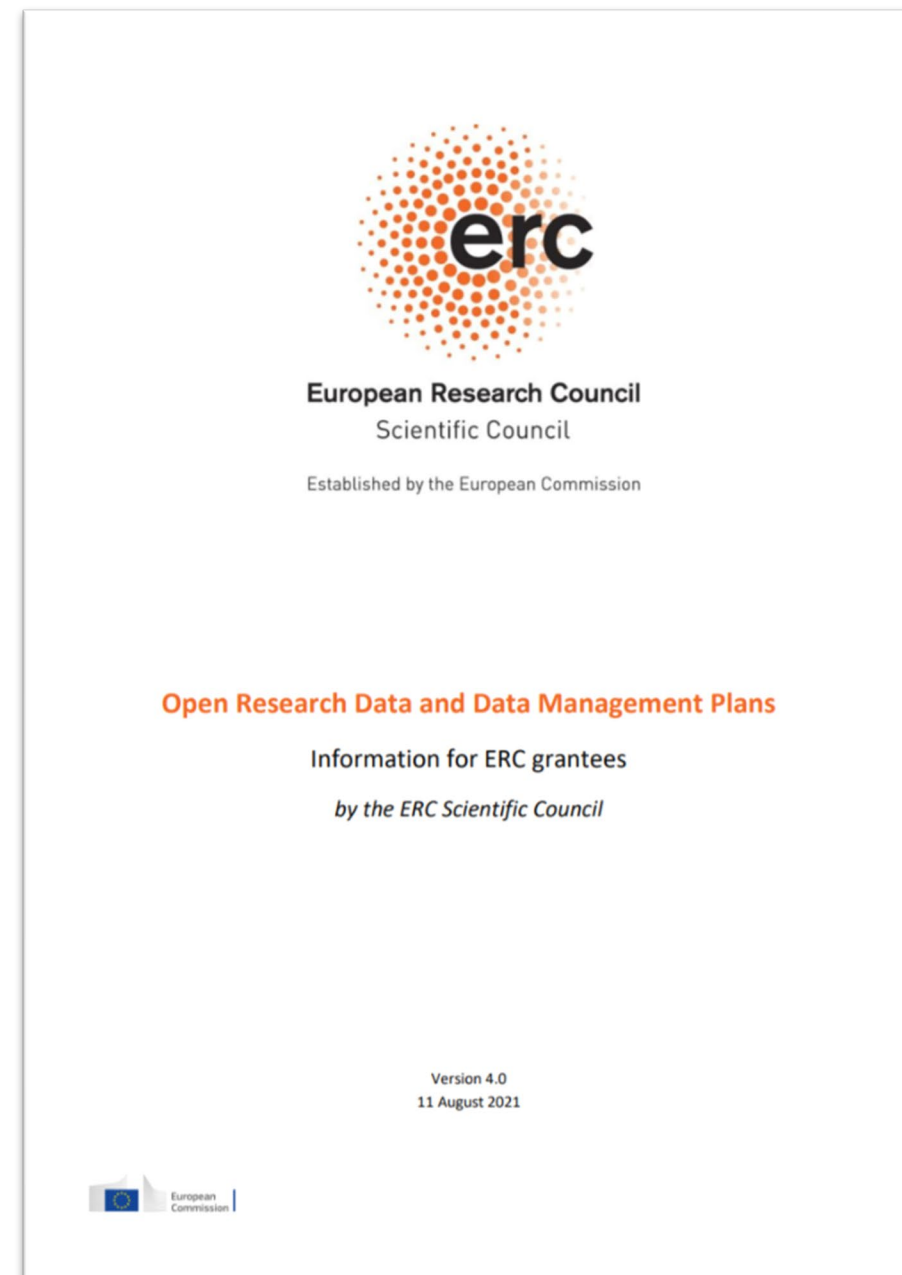 erc
European Research Council
Scientific Council
Established by the European Commission
Open Research Data and Data Management Plans
Information for ERC grantees
by the ERC Scientific Council
Version 4.0
11 August 2021
European
Commission